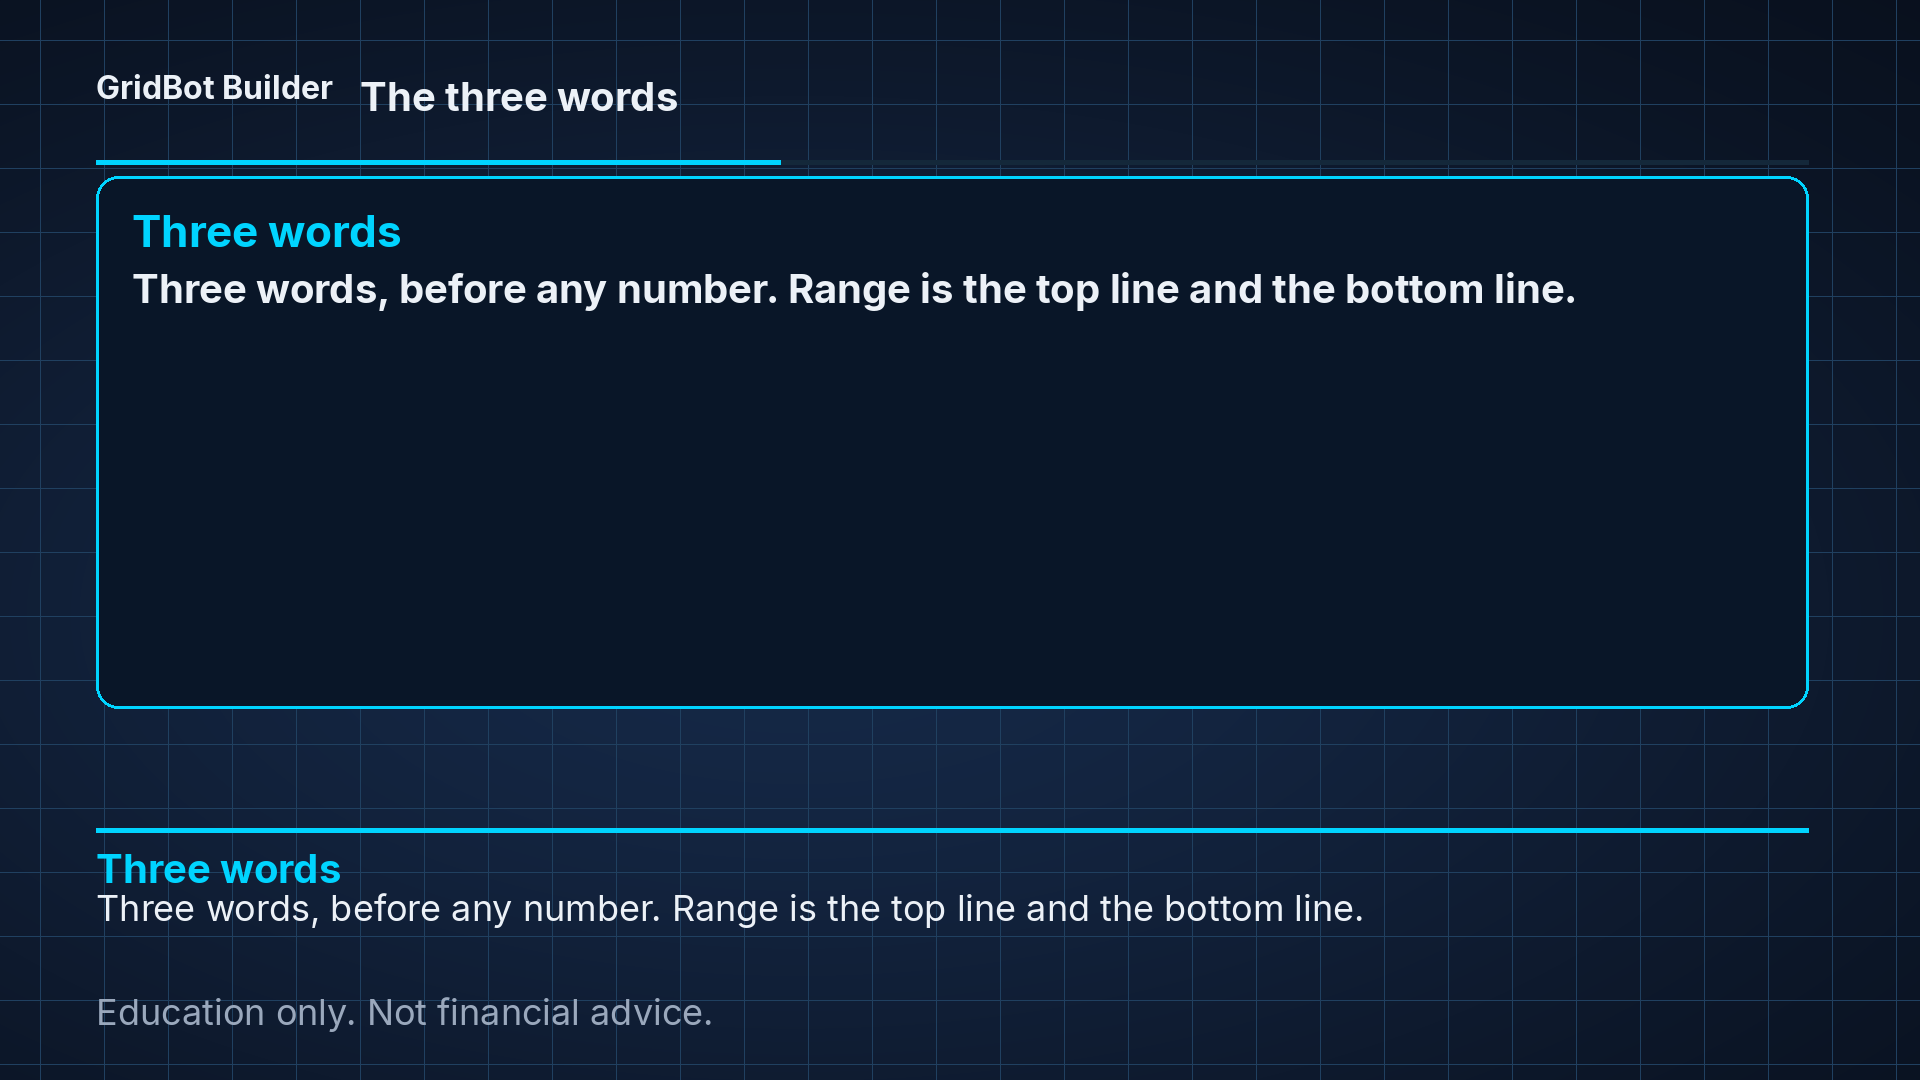 GridBot Builder The three words
Three words
Three words, before any number. Range is the top line and the bottom line.
Three words
Three words, before any number. Range is the top line and the bottom line.
Education only. Not financial advice.